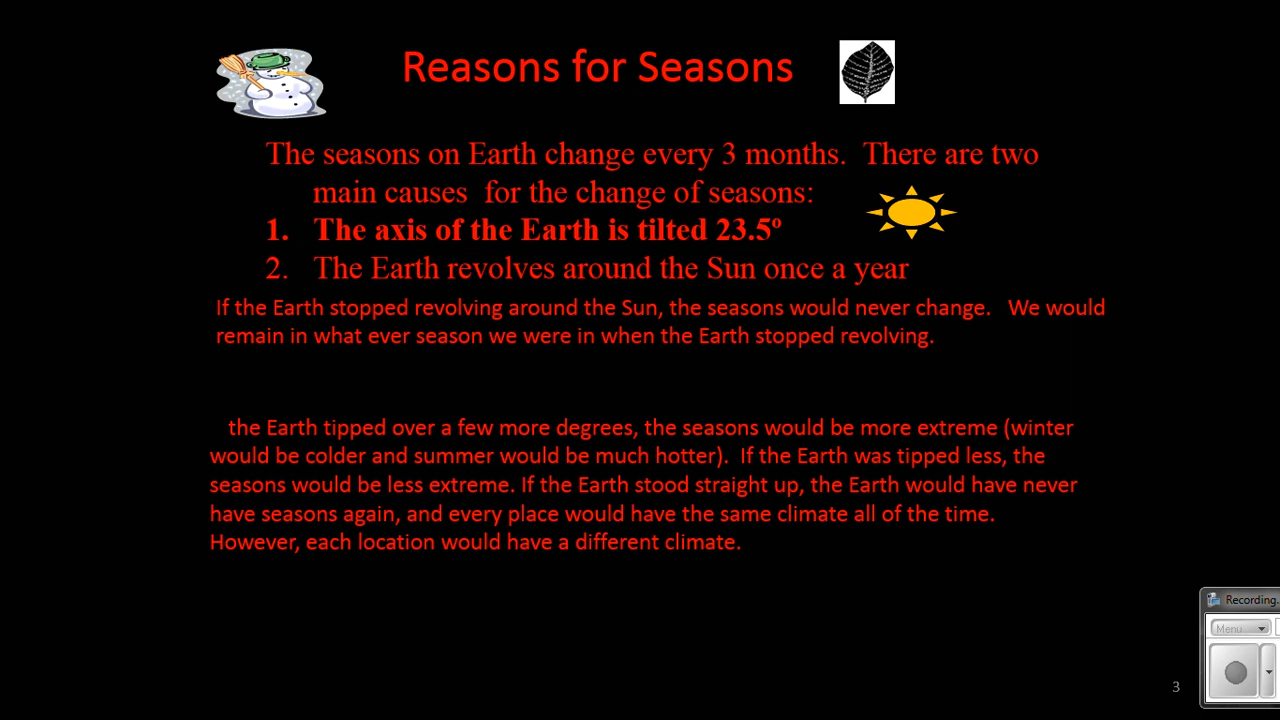 Reasons for Seasons
The seasons on Earth change every 3 months. There are two
main causes for the change of seasons:
1. The axis of the Earth is tilted 23.5º
2. The Earth revolves around the Sun once a year
If the Earth stopped revolving around the Sun, the seasons would never change. We would
remain in what ever season we were in when the Earth stopped revolving.
the Earth tipped over a few more degrees, the seasons would be more extreme (winter
would be colder and summer would be much hotter). If the Earth was tipped less, the
seasons would be less extreme. If the Earth stood straight up, the Earth would have never
have seasons again, and every place would have the same climate all of the time.
However, each location would have a different climate.
Recording.
Menu
3